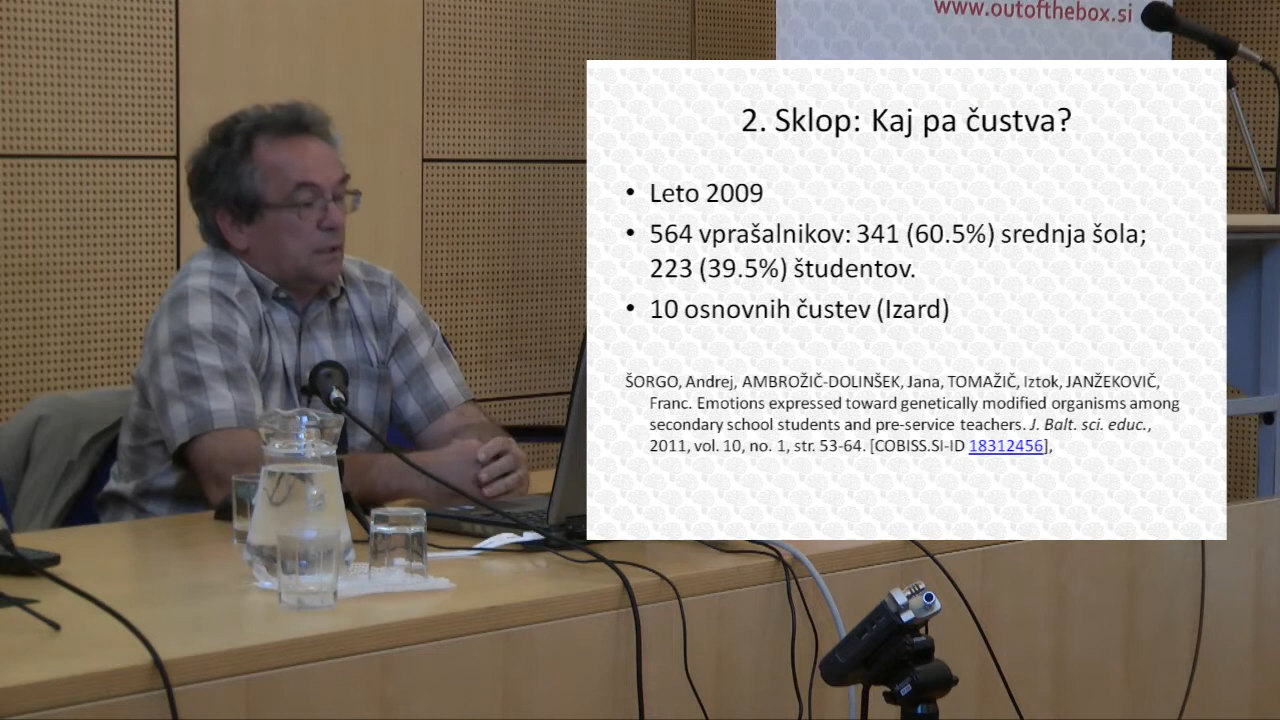 www.outofthebox.si
2. Sklop: Kaj pa čustva?
• Leto 2009
• 564 vprašalnikov: 341 (60.5%) srednja šola;
223 (39.5%) študentov.
• 10 osnovnih čustev (Izard)
ŠORGO, Andrej, AMBROŽIČ-DOLINŠEK, Jana, TOMAŽIČ, Iztok, JANŽEKOVIČ,
Franc. Emotions expressed toward genetically modified organisms among
secondary school students and pre-service teachers. J. Balt. sci. educ.,
2011, vol. 10, no. 1, str. 53-64. [COBISS.SI-ID 18312456],